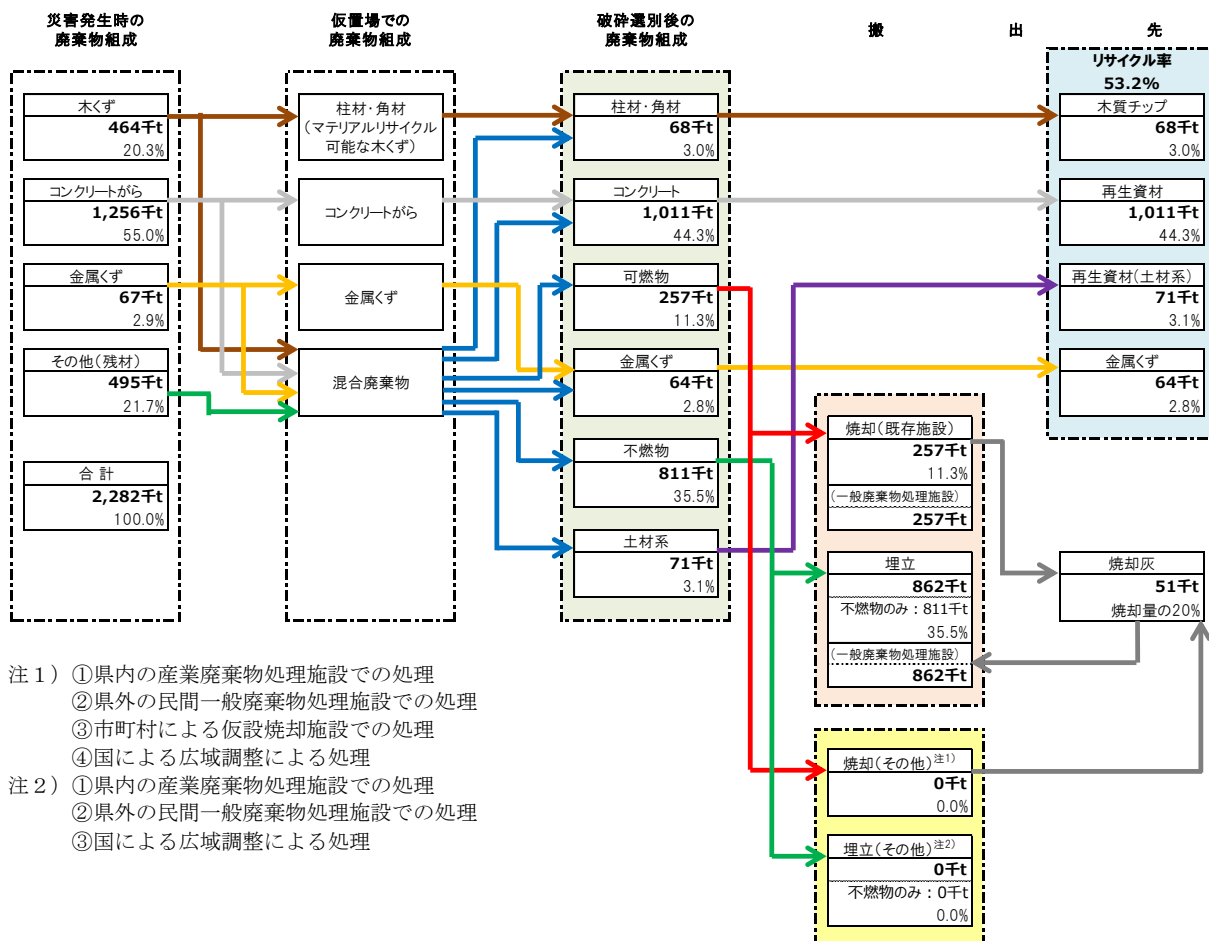 災害発生時の
廃棄物組成
仮置場での
廃棄物組成
破砕選別後の
廃棄物組成
搬 出 先
木くず
464千t
20.3%
コンクリートがら
1,256千t
55.0%
金属くず
67千t
2.9%
その他(残材)
495千t
21.7%
合 計
2,282千t
100.0%
柱材・角材
(マテリアルリサイクル
可能な木くず)
コンクリートがら
金属くず
混合廃棄物
柱材・角材
68千t
3.0%
コンクリート
1,011千t
44.3%
可燃物
257千t
11.3%
金属くず
64千t
2.8%
不燃物
811千t
35.5%
土材系
71千t
3.1%
リサイクル率
53.2%
木質チップ
68千t
3.0%
再生資材
1,011千t
44.3%
再生資材(土材系)
71千t
3.1%
金属くず
64千t
2.8%
焼却(既存施設)
257千t
11.3%
(一般廃棄物処理施設)
257千t
埋立
862千t
不燃物のみ：811千t
35.5%
(一般廃棄物処理施設)
862千t
焼却灰
51千t
焼却量の20%
焼却(その他)注1)
0千t
0.0%
埋立(その他)注2)
0千t
不燃物のみ：0千t
0.0%
注１）①県内の産業廃棄物処理施設での処理
②県外の民間一般廃棄物処理施設での処理
③市町村による仮設焼却施設での処理
④国による広域調整による処理
注２）①県内の産業廃棄物処理施設での処理
②県外の民間一般廃棄物処理施設での処理
③国による広域調整による処理